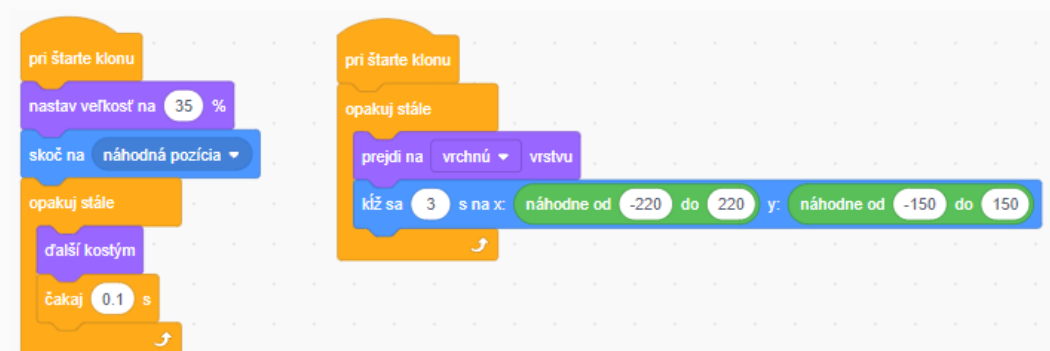 pri štarte klonu
nastav veľkosť na 35 %
skoč na náhodná pozícia
opakuj stále
ďalší kostým
čakaj 0.1 s
pri štarte klonu
opakuj stále
prejdi na vrchnú vrstvu
kĺž sa 3 s na x: náhodne od -220 do 220 y: náhodne od -150 do 150